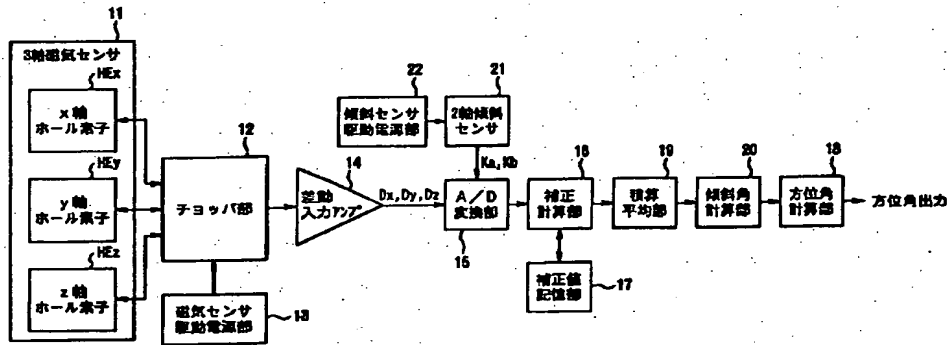 11
3軸磁気センサ
HEx
x軸
ホール素子
HEy
y軸
ホール素子
HEz
z軸
ホール素子
12
チョッパ部
磁気センサ
駆動電源部
13
14
差動
入力アンプ
Dx,Dy,Dz
22
傾斜センサ
駆動電源部
21
2軸傾斜
センサ
Ka,Kb
A/D
変換部
15
16
補正
計算部
補正値
記憶部
17
19
積算
平均部
20
傾斜角
計算部
18
方位角
計算部
方位角出力